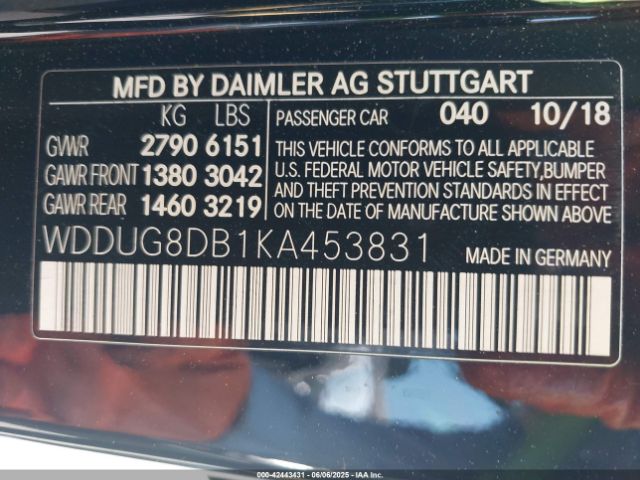 MFD BY DAIMLER AG STUTTGART
KG LBS
GVWR 2790 6151
GAWR FRONT 1380 3042
GAWR REAR 1460 3219
PASSENGER CAR 040 10/18
THIS VEHICLE CONFORMS TO ALL APPLICABLE
U.S. FEDERAL MOTOR VEHICLE SAFETY,BUMPER
AND THEFT PREVENTION STANDARDS IN EFFECT
ON THE DATE OF MANUFACTURE SHOWN ABOVE
WDDUG8DB1KA453831 MADE IN GERMANY
000-42443431 - 06/06/2025 - IAA Inc.